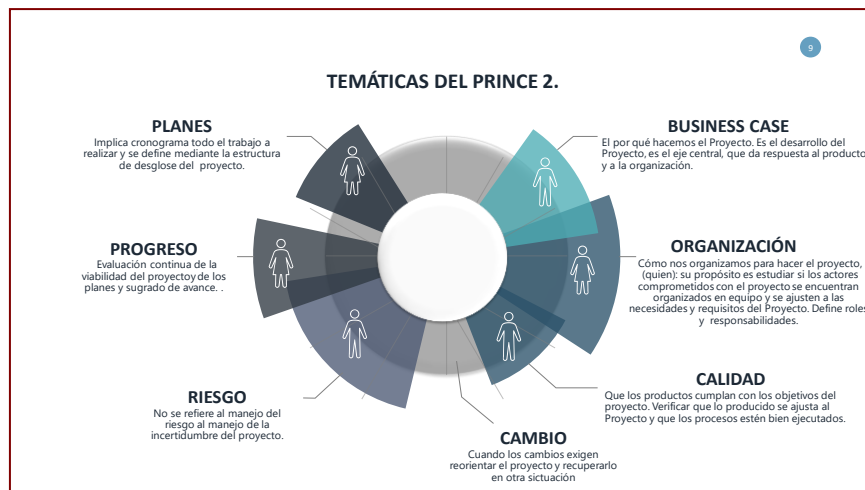 9
TEMÁTICAS DEL PRINCE 2.
PLANES
Implica cronograma todo el trabajo a
realizar y se define mediante la estructura
de desglose del proyecto.
PROGRESO
Evaluación continua de la
viabilidad del proyecto y de los
planes y sugrado de avance. .
RIESGO
No se refiere al manejo del
riesgo al manejo de la
incertidumbre del proyecto.
CAMBIO
Cuando los cambios exigen
reorientar el proyecto y recuperarlo
en otra sictuación
BUSINESS CASE
El por qué hacemos el Proyecto. Es el desarrollo del
Proyecto, es el eje central, que da respuesta al producto
y a la organización.
ORGANIZACIÓN
Cómo nos organizamos para hacer el proyecto,
(quien): su propósito es estudiar si los actores
comprometidos con el proyecto se encuentran
organizados en equipo y se ajusten a las
necesidades y requisitos del Proyecto. Define roles
y responsabilidades.
CALIDAD
Que los productos cumplan con los objetivos del
proyecto. Verificar que lo producido se ajusta al
Proyecto y que los procesos estén bien ejecutados.